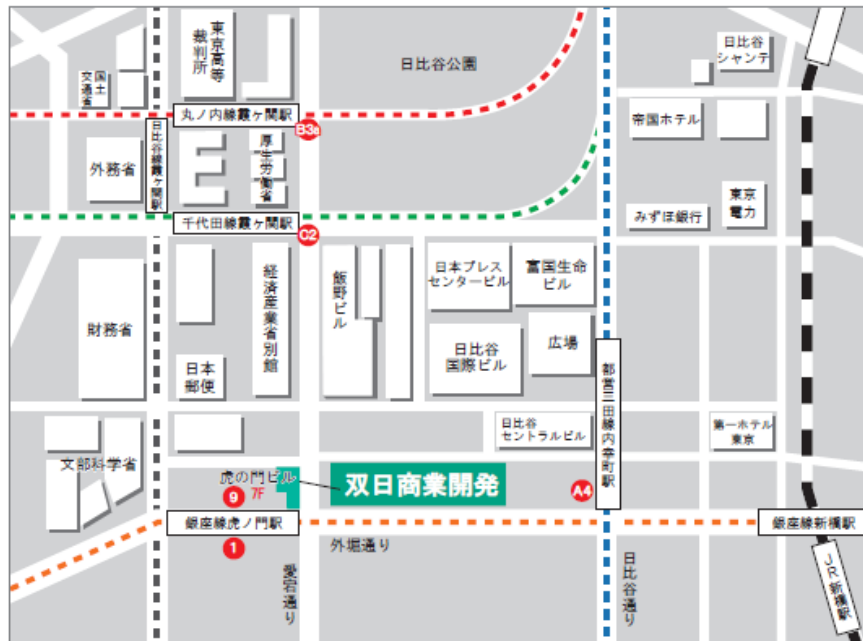 東京高等
裁判所
国土
交通省
日比谷公園
日比谷
シャンテ
丸ノ内線霞ヶ関駅
B3a
日比谷線霞ヶ関駅
外務省
厚生労働省
帝国ホテル
みずほ銀行
東京
電力
千代田線霞ヶ関駅
C2
財務省
経済産業省別館
飯野ビル
日本プレス
センタービル
富国生命
ビル
日本
郵便
日比谷
国際ビル
広場
都営三田線内幸町駅
日比谷
セントラルビル
第一ホテル
東京
文部科学省
虎の門ビル
7F
9
双日商業開発
A4
銀座線虎ノ門駅
銀座線新橋駅
1
外堀通り
愛宕通り
日比谷通り
JR新橋駅